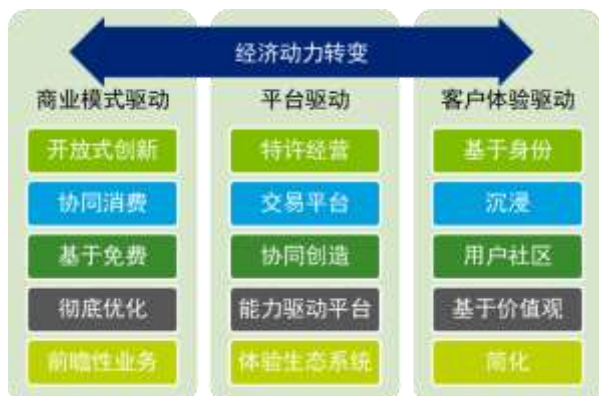 经济动力转变
商业模式驱动
开放式创新
协同消费
基于免费
彻底优化
前瞻性业务
平台驱动
特许经营
交易平台
协同创造
能力驱动平台
体验生态系统
客户体验驱动
基于身份
沉浸
用户社区
基于价值观
简化